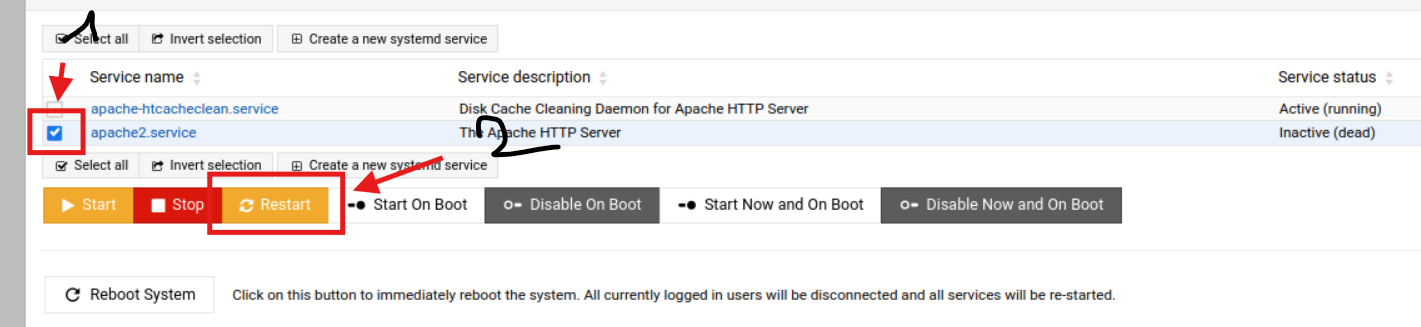 1
Select all Invert selection Create a new systemd service
Service name Service description Service status
apache-htcacheclean.service Disk Cache Cleaning Daemon for Apache HTTP Server Active (running)
apache2.service The Apache HTTP Server Inactive (dead)
2
Select all Invert selection Create a new systemd service
Start Stop Restart Start On Boot Disable On Boot Start Now and On Boot Disable Now and On Boot
Reboot System Click on this button to immediately reboot the system. All currently logged in users will be disconnected and all services will be re-started.